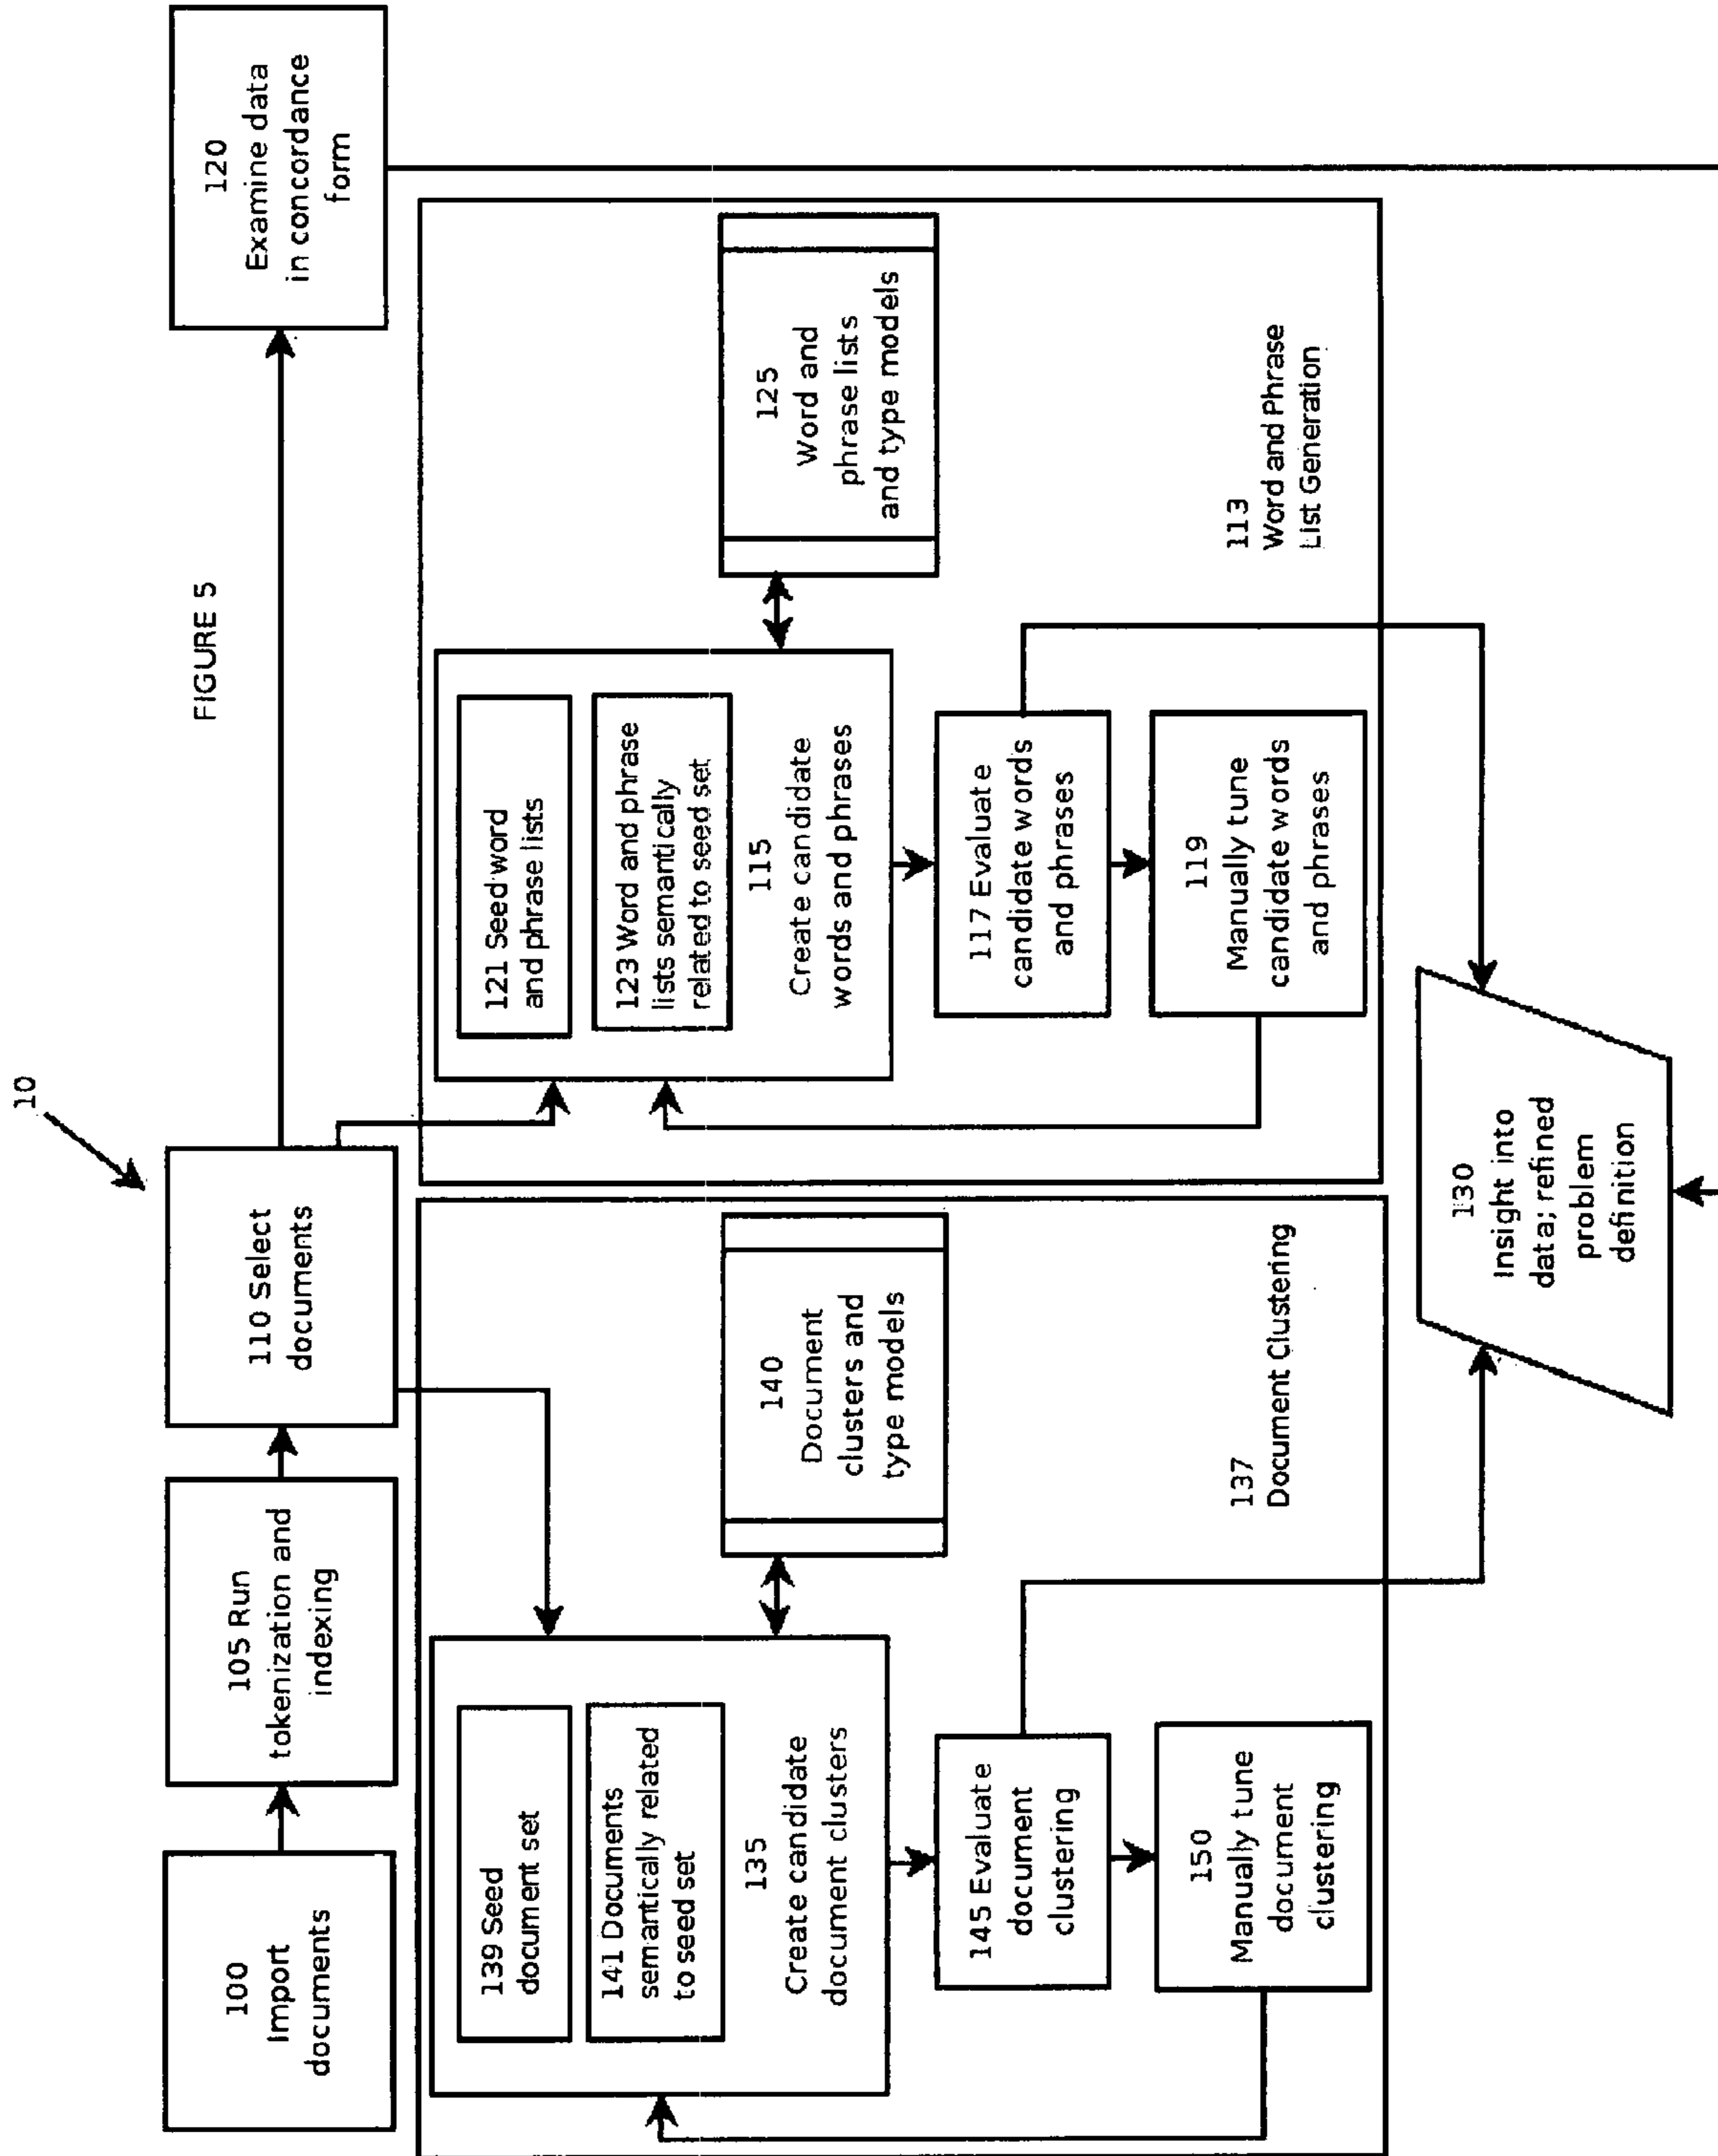 10
FIGURE 5
100
Import
documents
105 Run
tokenization and
indexing
110 Select
documents
120
Examine data
in concordance
form
139 Seed
document set
141 Documents
semantically related
to seed set
135
Create candidate
document clusters
140
Document
clusters and
type models
145 Evaluate
document
clustering
150
Manually tune
document
clustering
137
Document Clustering
121 Seed word
and phrase lists
123 Word and phrase
lists semantically
related to seed set
115
Create candidate
words and phrases
125
Word and
phrase lists
and type models
117 Evaluate
candidate words
and phrases
119
Manually tune
candidate words
and phrases
113
Word and Phrase
List Generation
130
Insight into
data; refined
problem
definition